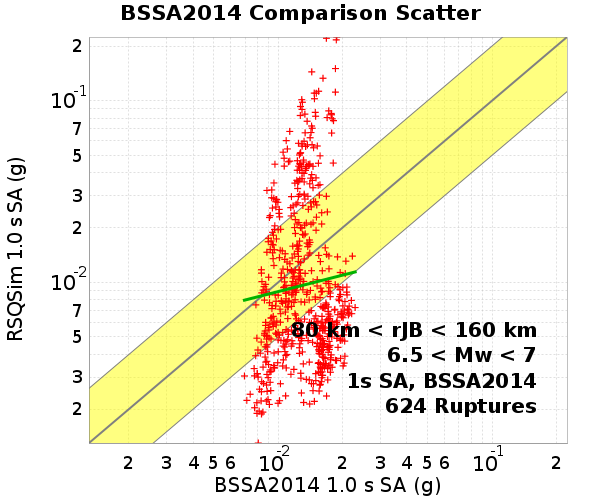 BSSA2014 Comparison Scatter
RSQSim 1.0 s SA (g)
2
10⁻¹
7
5
3
2
10⁻²
7
5
3
2
80 km < rJB < 160 km
6.5 < Mw < 7
1s SA, BSSA2014
624 Ruptures
2 3 4 5 6 10⁻² 2 3 4 5 6 10⁻¹ 2
BSSA2014 1.0 s SA (g)